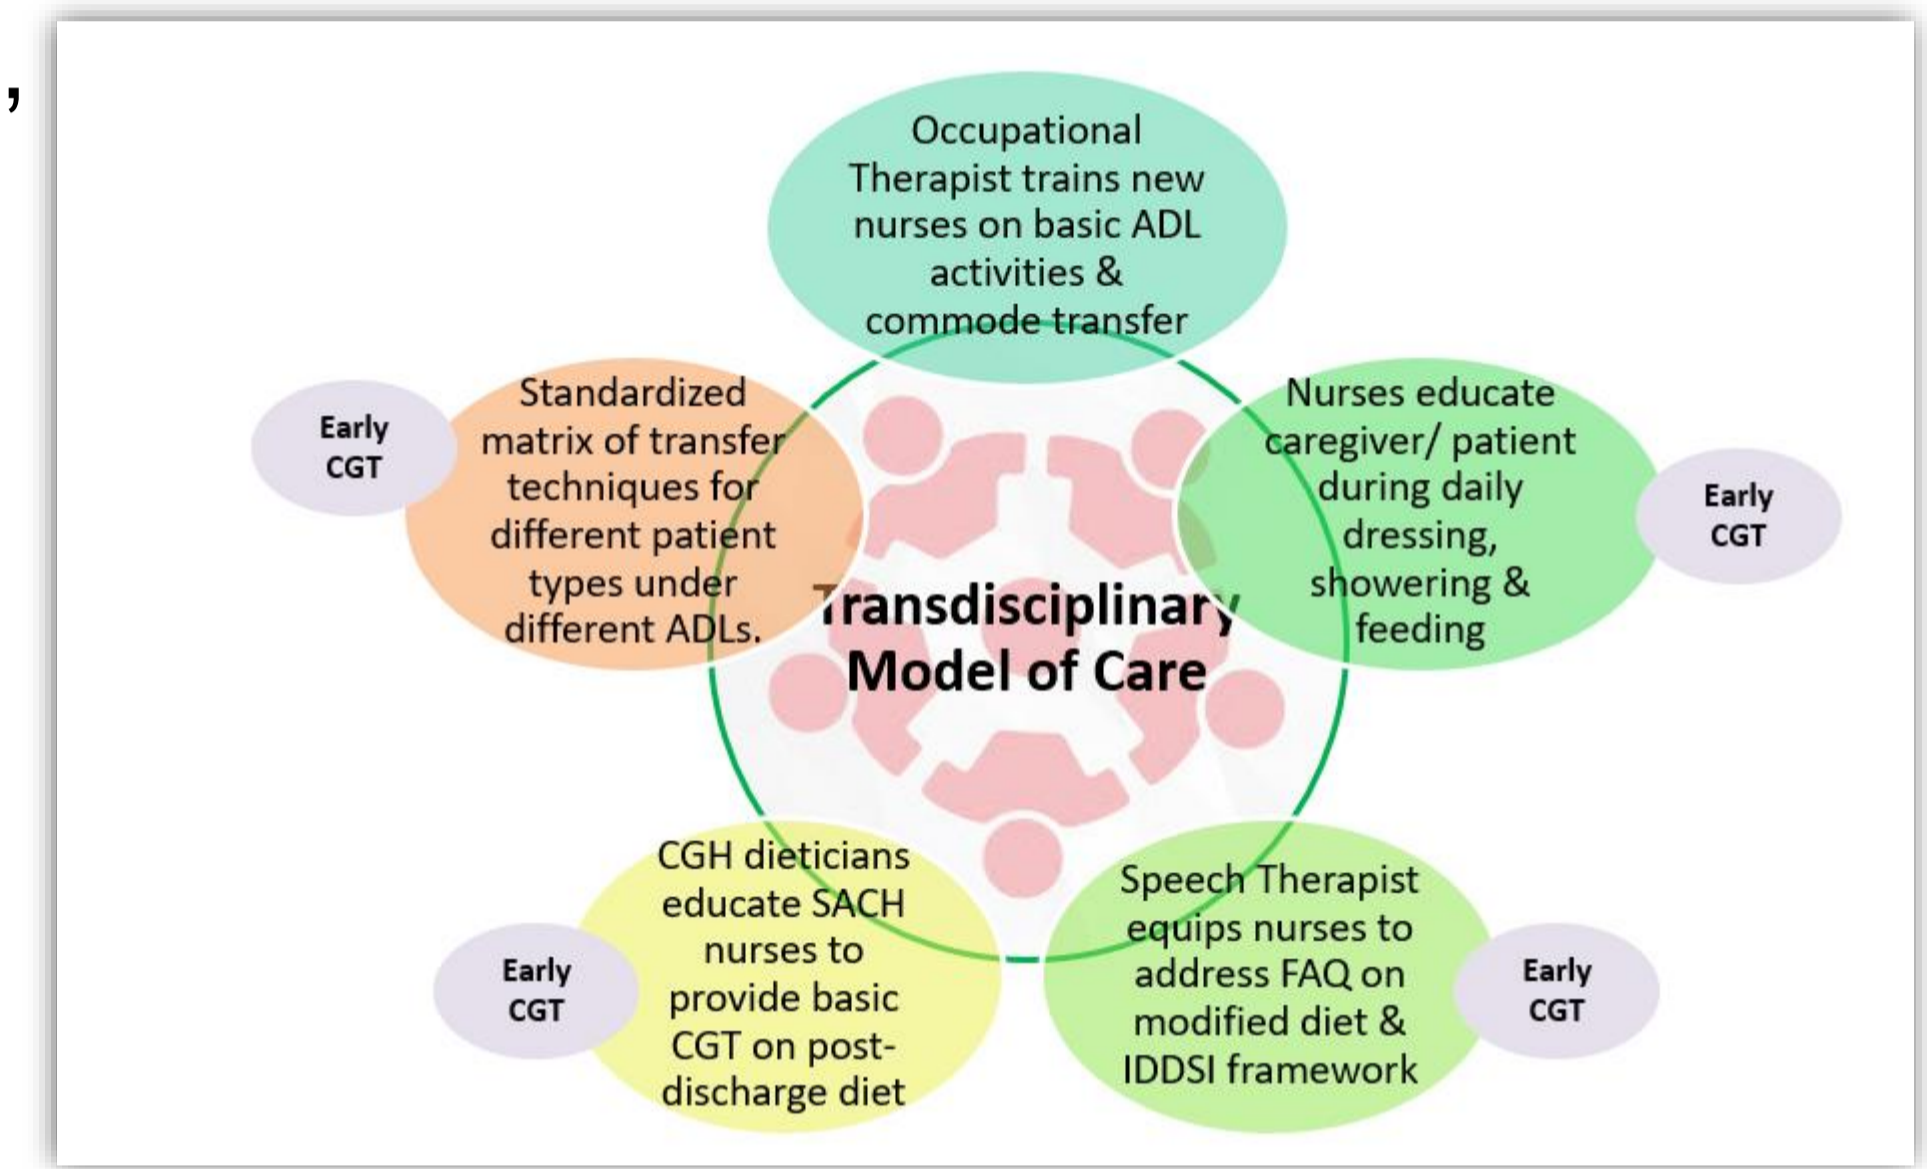 ,
Occupational
Therapist trains new
nurses on basic ADL
activities &
commode transfer
Nurses educate
caregiver/ patient
during daily
dressing,
showering &
feeding
Early
CGT
Speech Therapist
equips nurses to
address FAQ on
modified diet &
IDDSI framework
Early
CGT
CGH dieticians
educate SACH
nurses to
provide basic
CGT on post-
discharge diet
Early
CGT
Standardized
matrix of transfer
techniques for
different patient
types under
different ADLs.
Early
CGT
Transdisciplinary
Model of Care